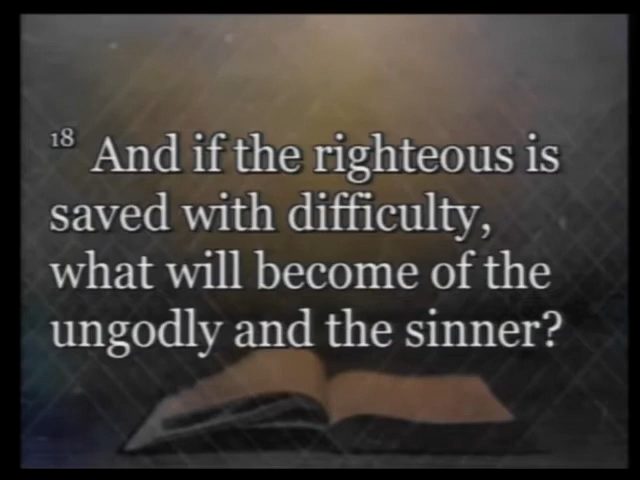 18 And if the righteous is
saved with difficulty,
what will become of the
ungodly and the sinner?